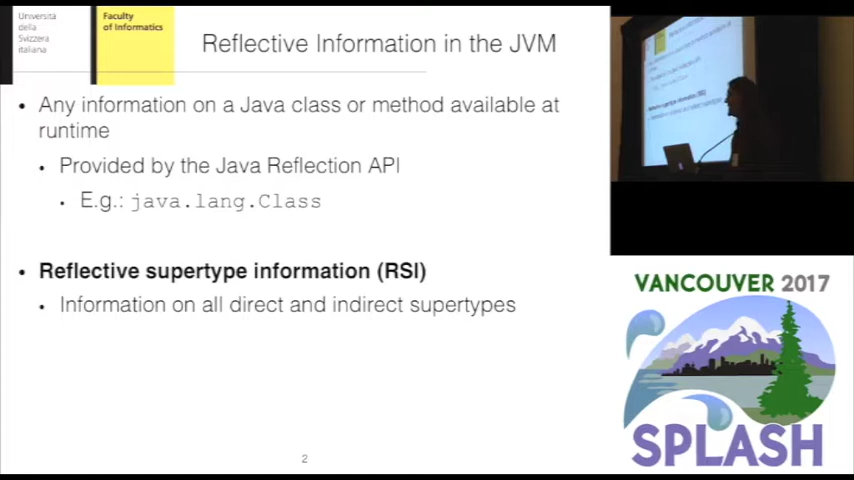 Università
della
Svizzera
italiana
Faculty
of Informatics
Reflective Information in the JVM
• Any information on a Java class or method available at
runtime
• Provided by the Java Reflection API
• E.g.: java.lang.Class
• Reflective supertype information (RSI)
• Information on all direct and indirect supertypes
2
VANCOUVER 2017
SPLASH